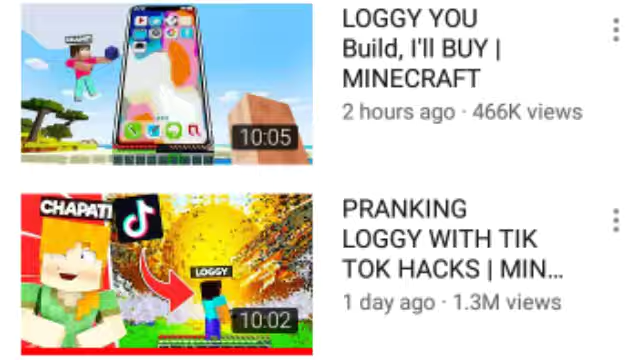 LOGGY YOU
Build, I'll BUY |
MINECRAFT
2 hours ago · 466K views
10:05
CHAPATI
LOGGY
10:02
PRANKING
LOGGY WITH TIK
TOK HACKS | MIN...
1 day ago · 1.3M views